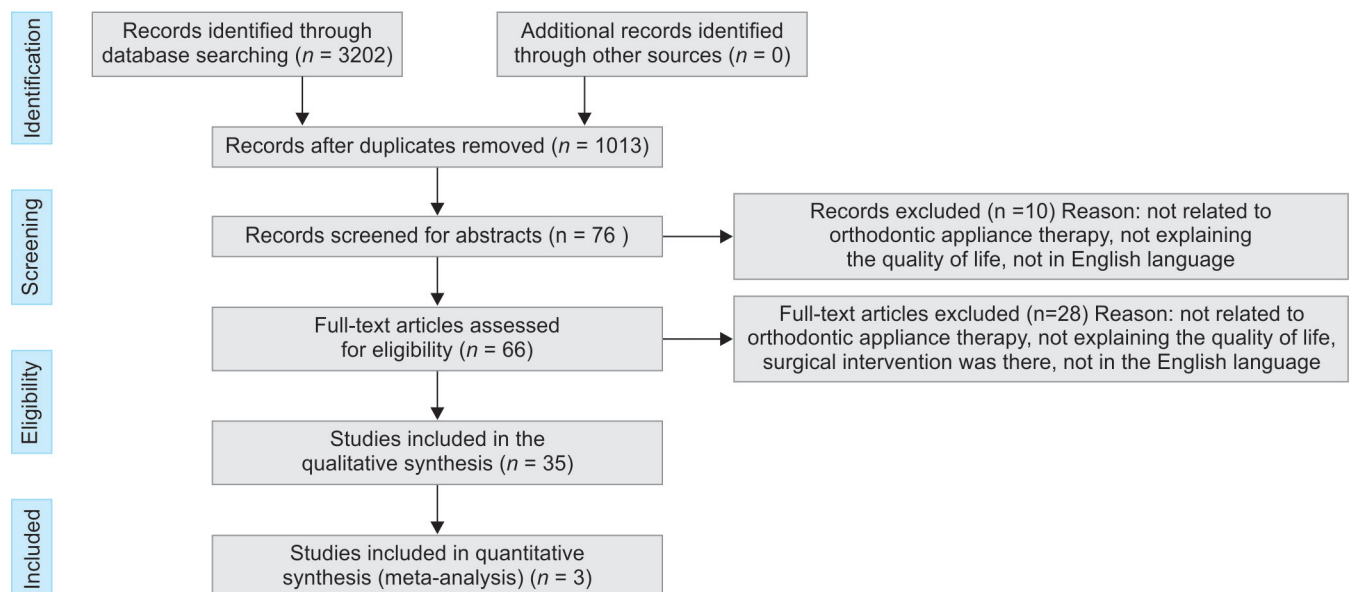 Identification
Records identified through
database searching (n = 3202)
Additional records identified
through other sources (n = 0)
Records after duplicates removed (n = 1013)
Screening
Records screened for abstracts (n = 76 )
Records excluded (n =10) Reason: not related to
orthodontic appliance therapy, not explaining
the quality of life, not in English language
Eligibility
Full-text articles assessed
for eligibility (n = 66)
Full-text articles excluded (n=28) Reason: not related to
orthodontic appliance therapy, not explaining the quality of life,
surgical intervention was there, not in the English language
Studies included in the
qualitative synthesis (n = 35)
Included
Studies included in quantitative
synthesis (meta-analysis) (n = 3)